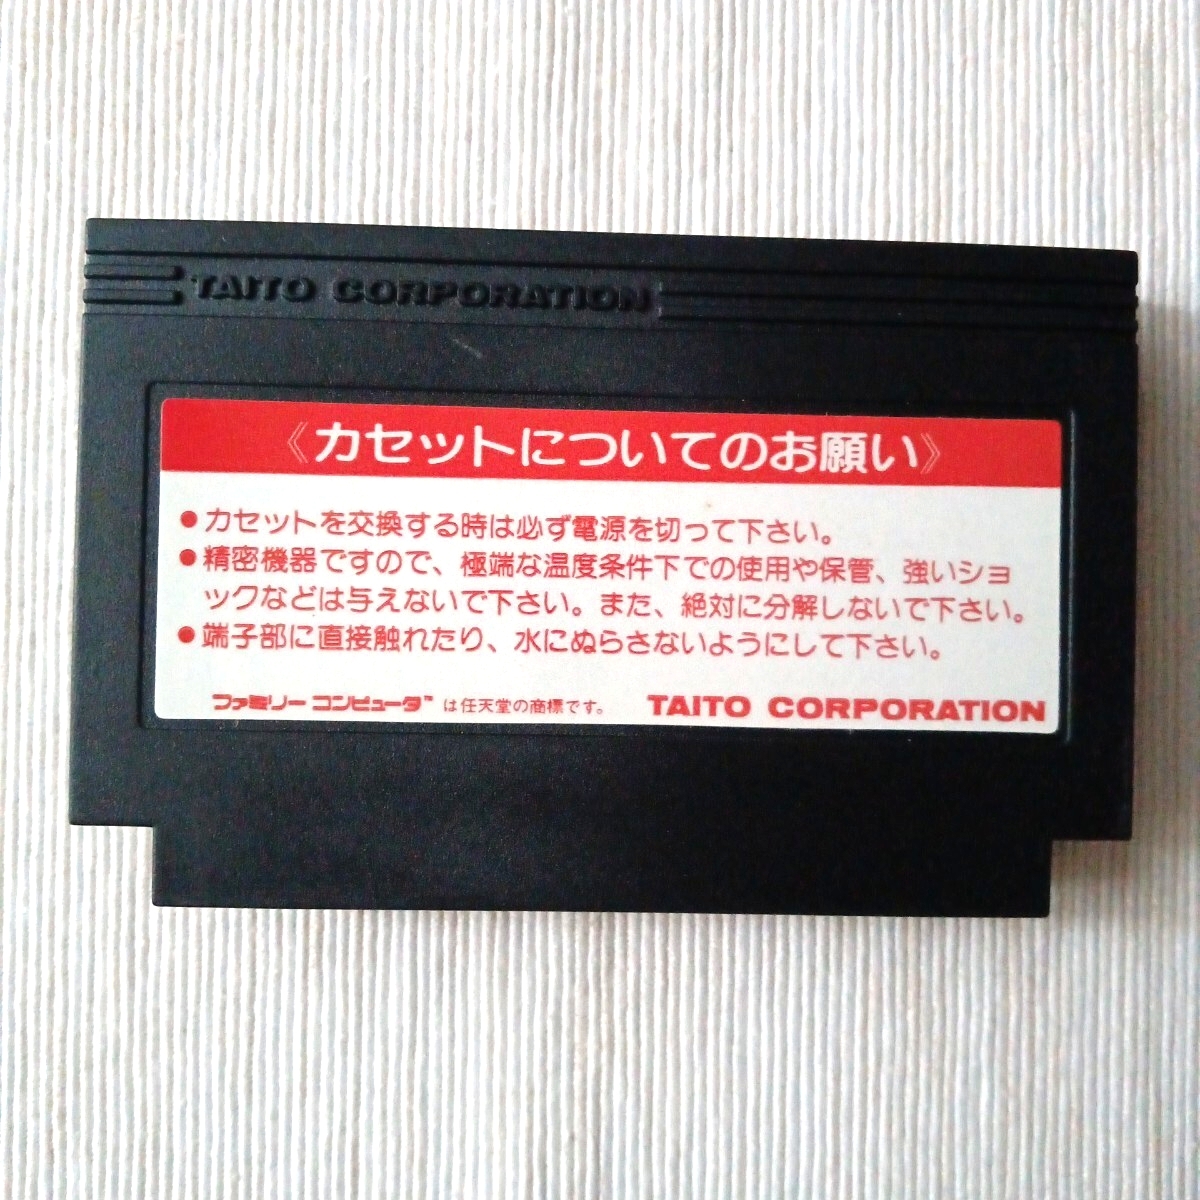 TAITO CORPORATION
《カセットについてのお願い》
●カセットを交換する時は必ず電源を切って下さい。
●精密機器ですので、極端な温度条件下での使用や保管、強いショ
ックなどは与えないで下さい。また、絶対に分解しないで下さい。
●端子部に直接触れたり、水にぬらさないようにして下さい。
ファミリーコンピュータ™ は任天堂の商標です。 TAITO CORPORATION